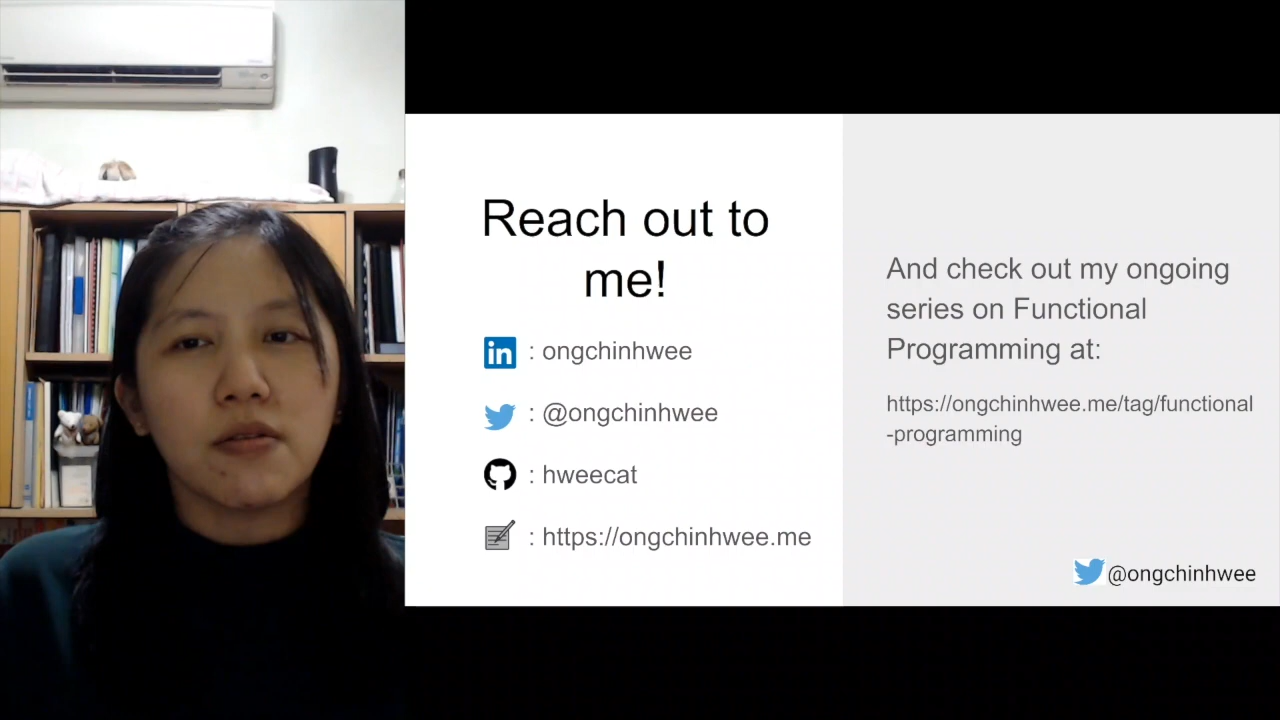 Reach out to
me!
in : ongchinhwee
: @ongchinhwee
: hweecat
: https://ongchinhwee.me
And check out my ongoing
series on Functional
Programming at:
https://ongchinhwee.me/tag/functional
-programming
@ongchinhwee